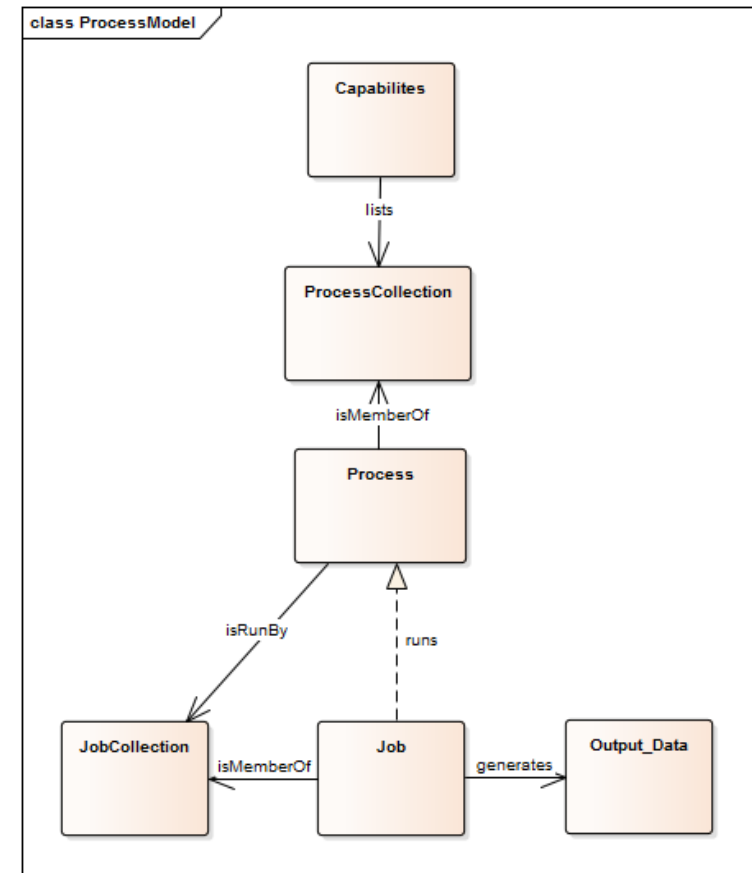 class ProcessModel
Capabilites
lists
ProcessCollection
isMemberOf
Process
isRunBy
runs
JobCollection
isMemberOf
Job
generates
Output_Data